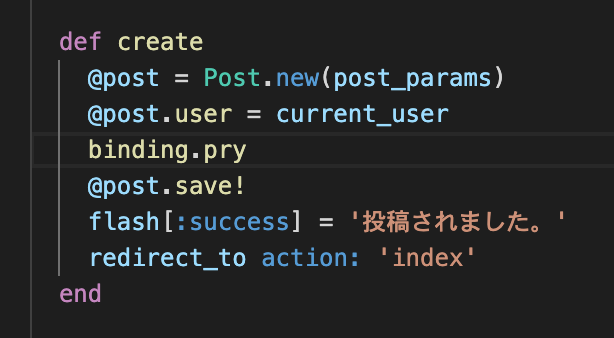 def create
@post = Post.new(post_params)
@post.user = current_user
binding.pry
@post.save!
flash[:success] = '投稿されました。'
redirect_to action: 'index'
end